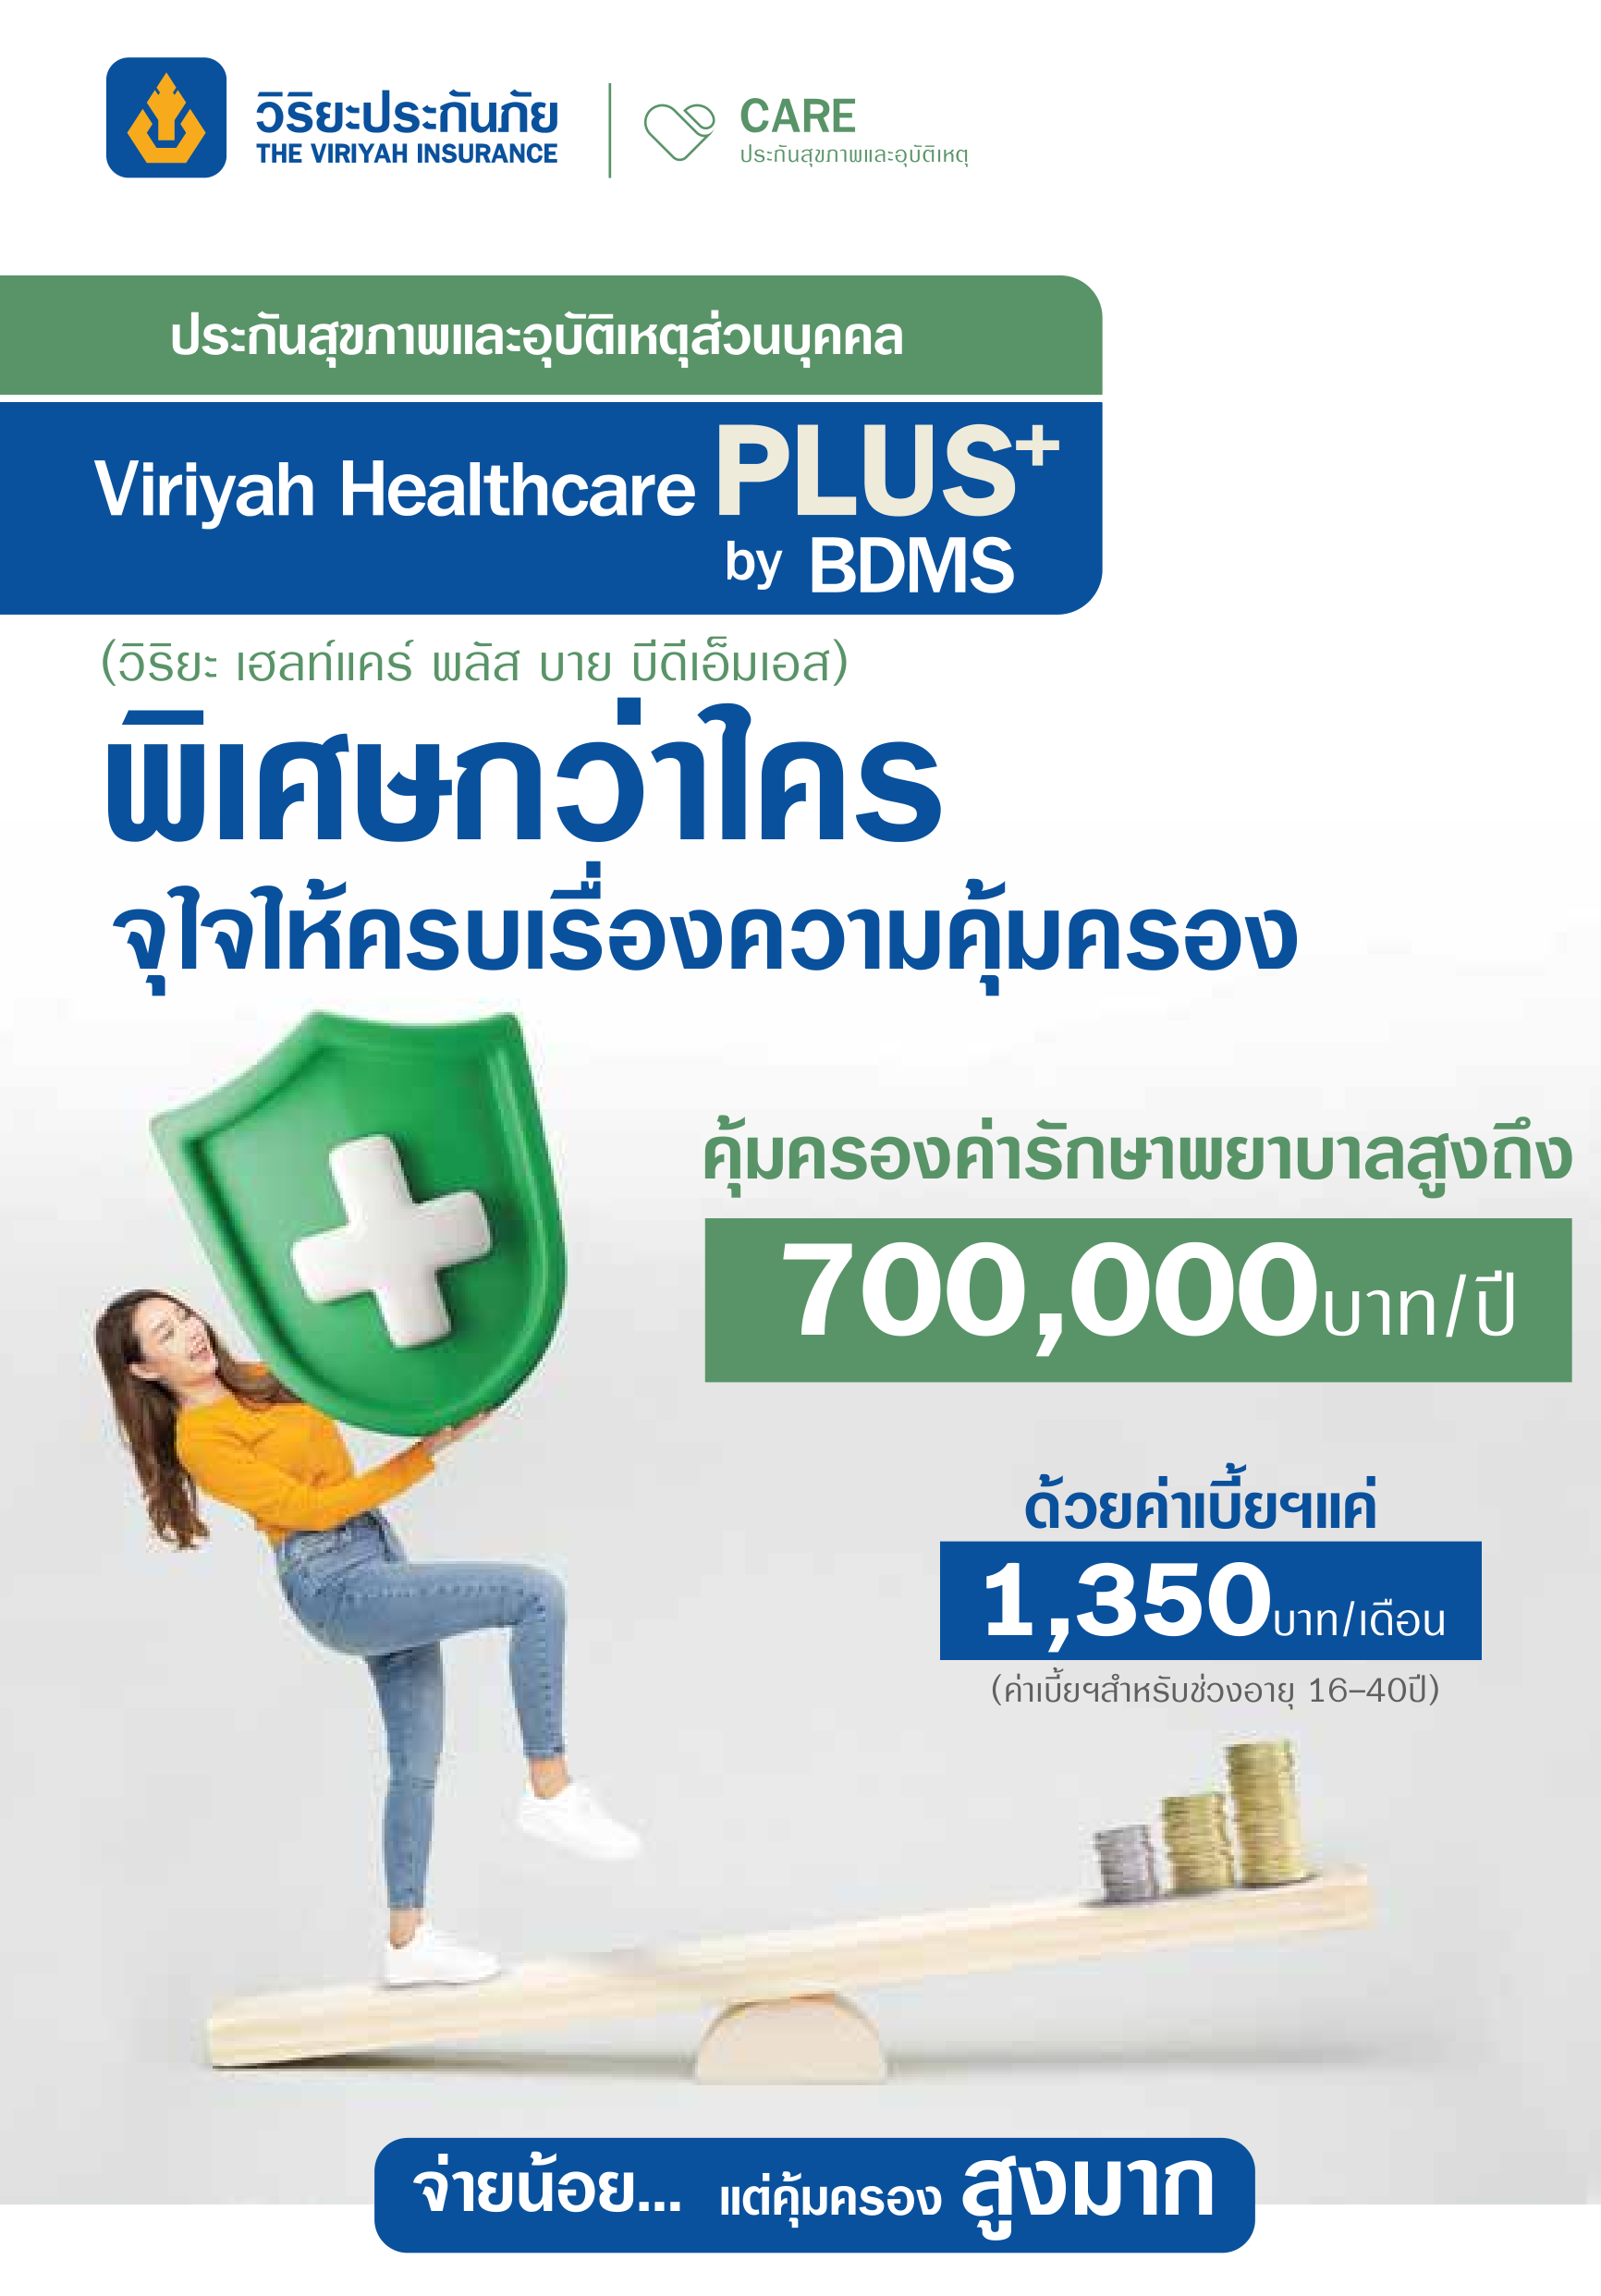 วิริยะประกันภัย
THE VIRIYAH INSURANCE
CARE
ประกันสุขภาพและอุบัติเหตุ
ประกันสุขภาพและอุบัติเหตุส่วนบุคคล
Viriyah Healthcare PLUS+
by BDMS
(วิริยะ เฮลท์แคร์ พลัส บาย บีดีเอ็มเอส)
พิเศษกว่าใคร
จุใจให้ครบเรื่องความคุ้มครอง
คุ้มครองค่ารักษาพยาบาลสูงถึง
700,000บาท/ปี
ด้วยค่าเบี้ยฯแค่
1,350บาท/เดือน
(ค่าเบี้ยฯสำหรับช่วงอายุ 16-40ปี)
จ่ายน้อย... แต่คุ้มครอง สูงมาก